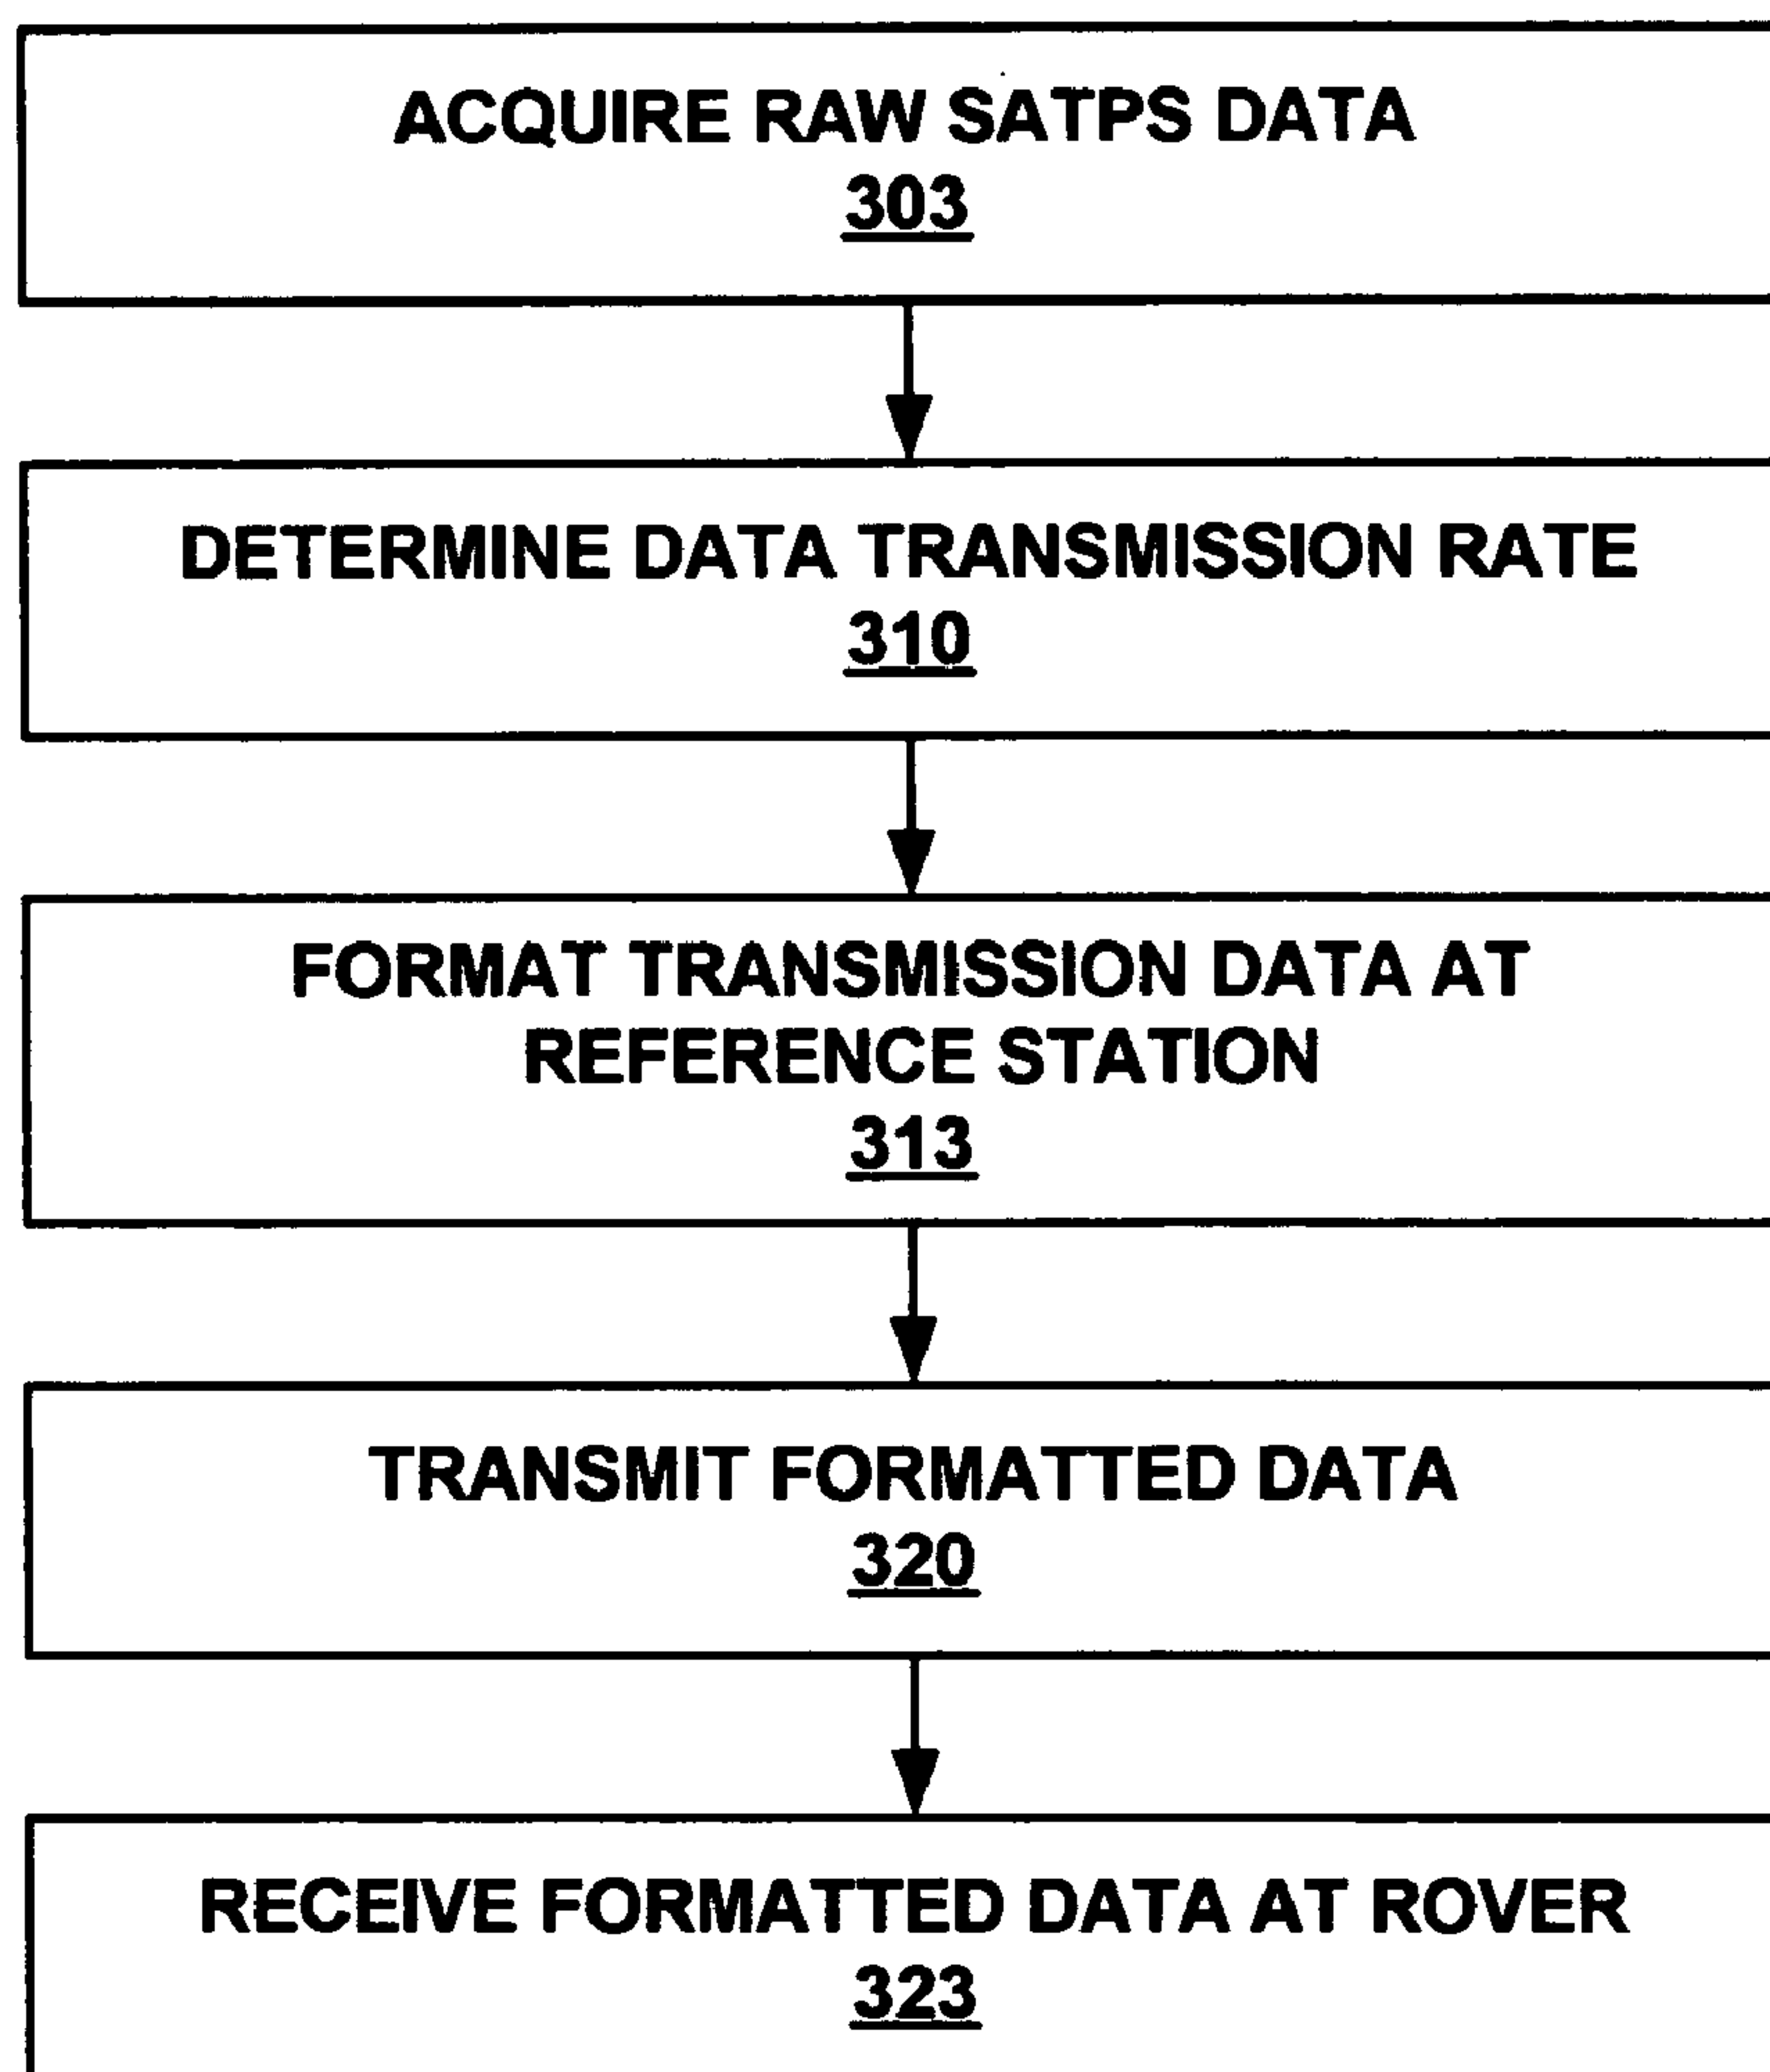 ACQUIRE RAW SATPS DATA
303
DETERMINE DATA TRANSMISSION RATE
310
FORMAT TRANSMISSION DATA AT
REFERENCE STATION
313
TRANSMIT FORMATTED DATA
320
RECEIVE FORMATTED DATA AT ROVER
323